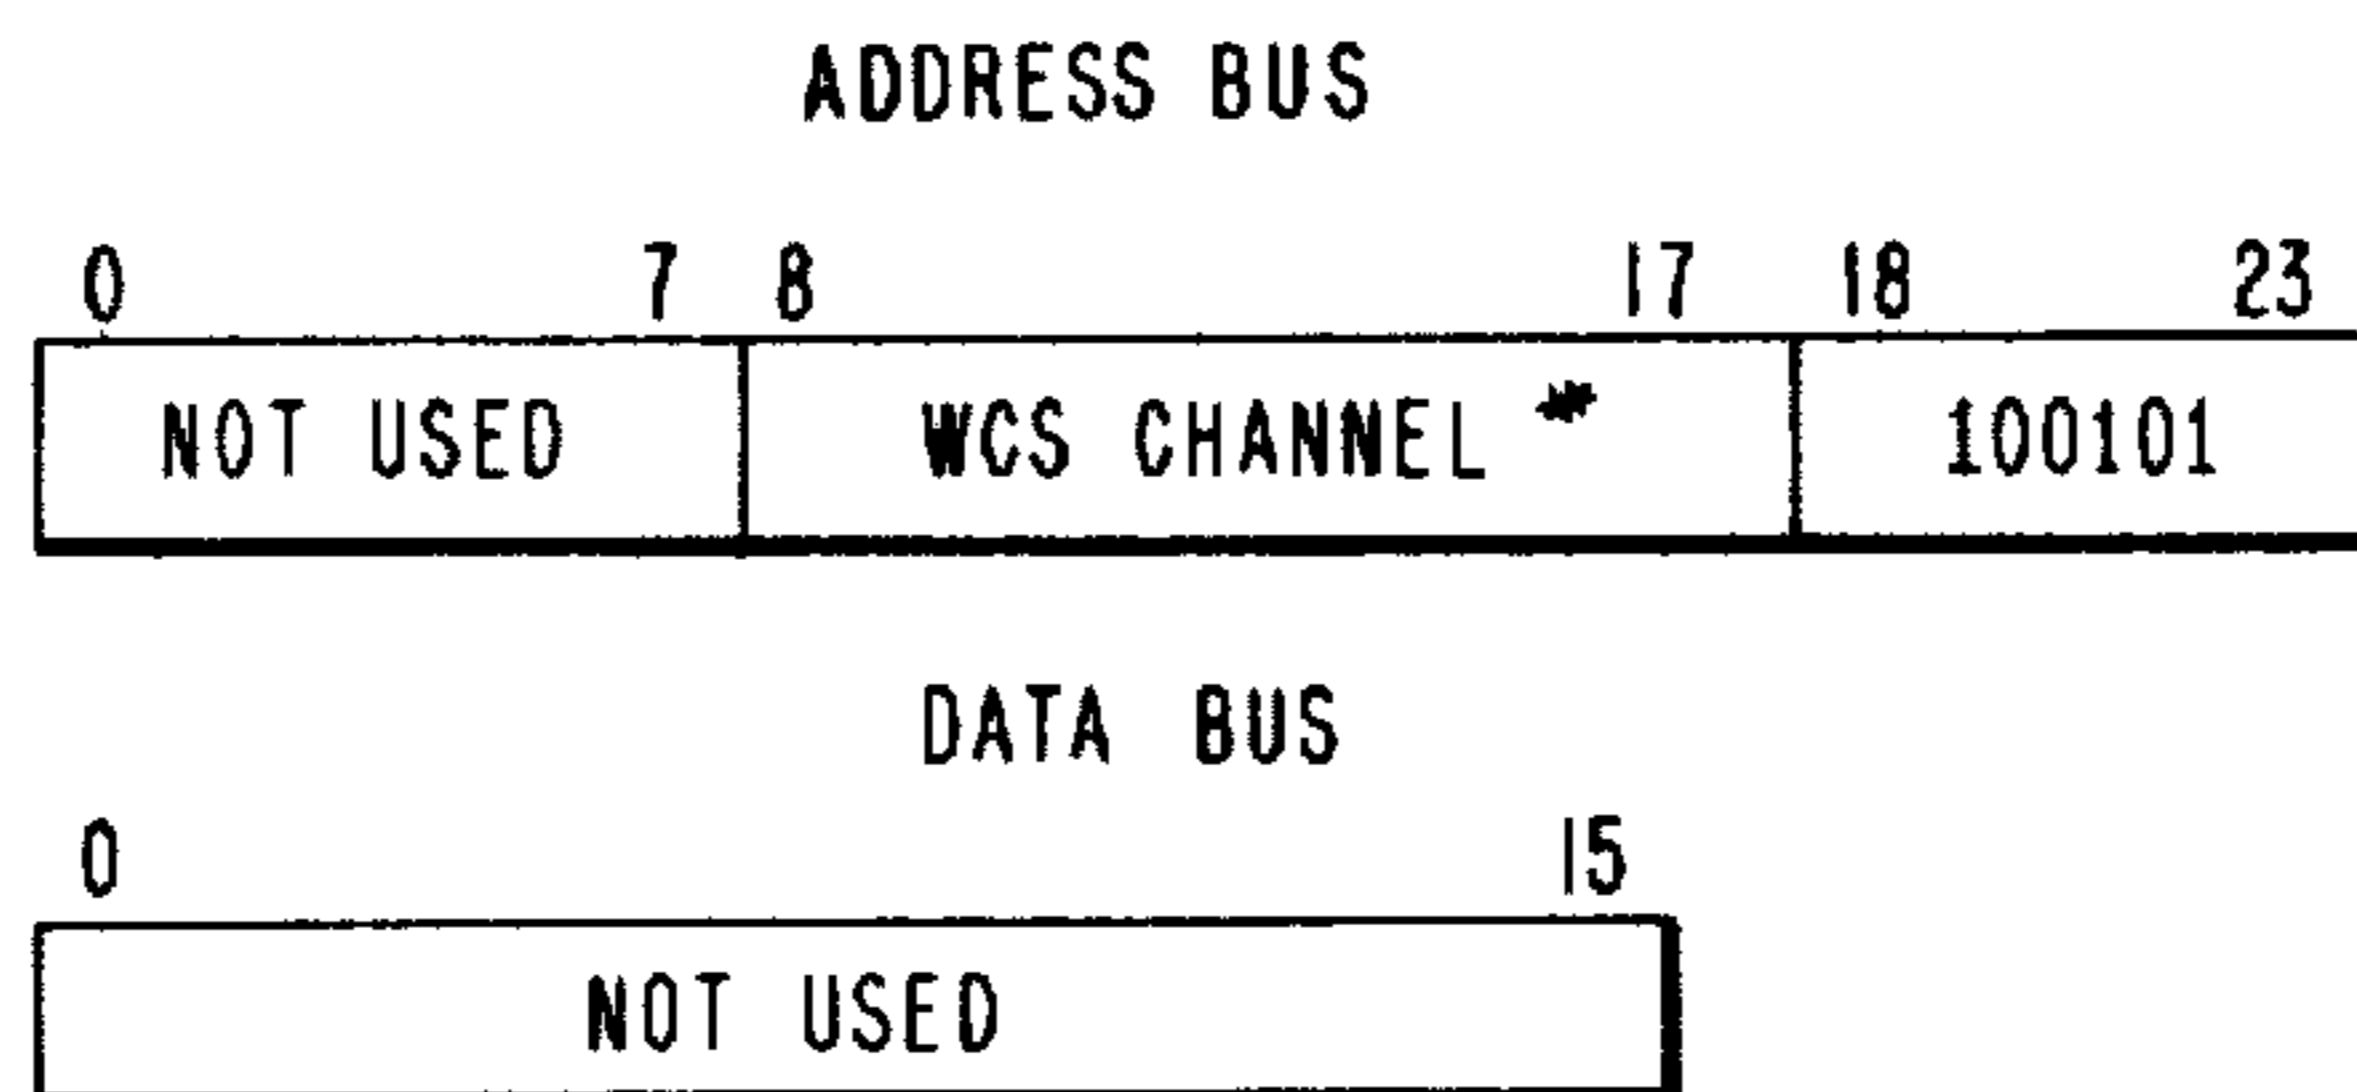 ADDRESS BUS
0 7 8 17 18 23
NOT USED WCS CHANNEL * 100101
DATA BUS
0 15
NOT USED